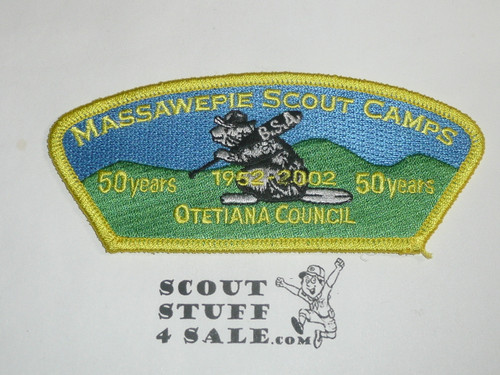 MASSAWEPIE SCOUT CAMPS
B.S.A.
50 years 1952-2002 50 years
OTETIANA COUNCIL
SCOUT
STUFF
4 SALE.COM